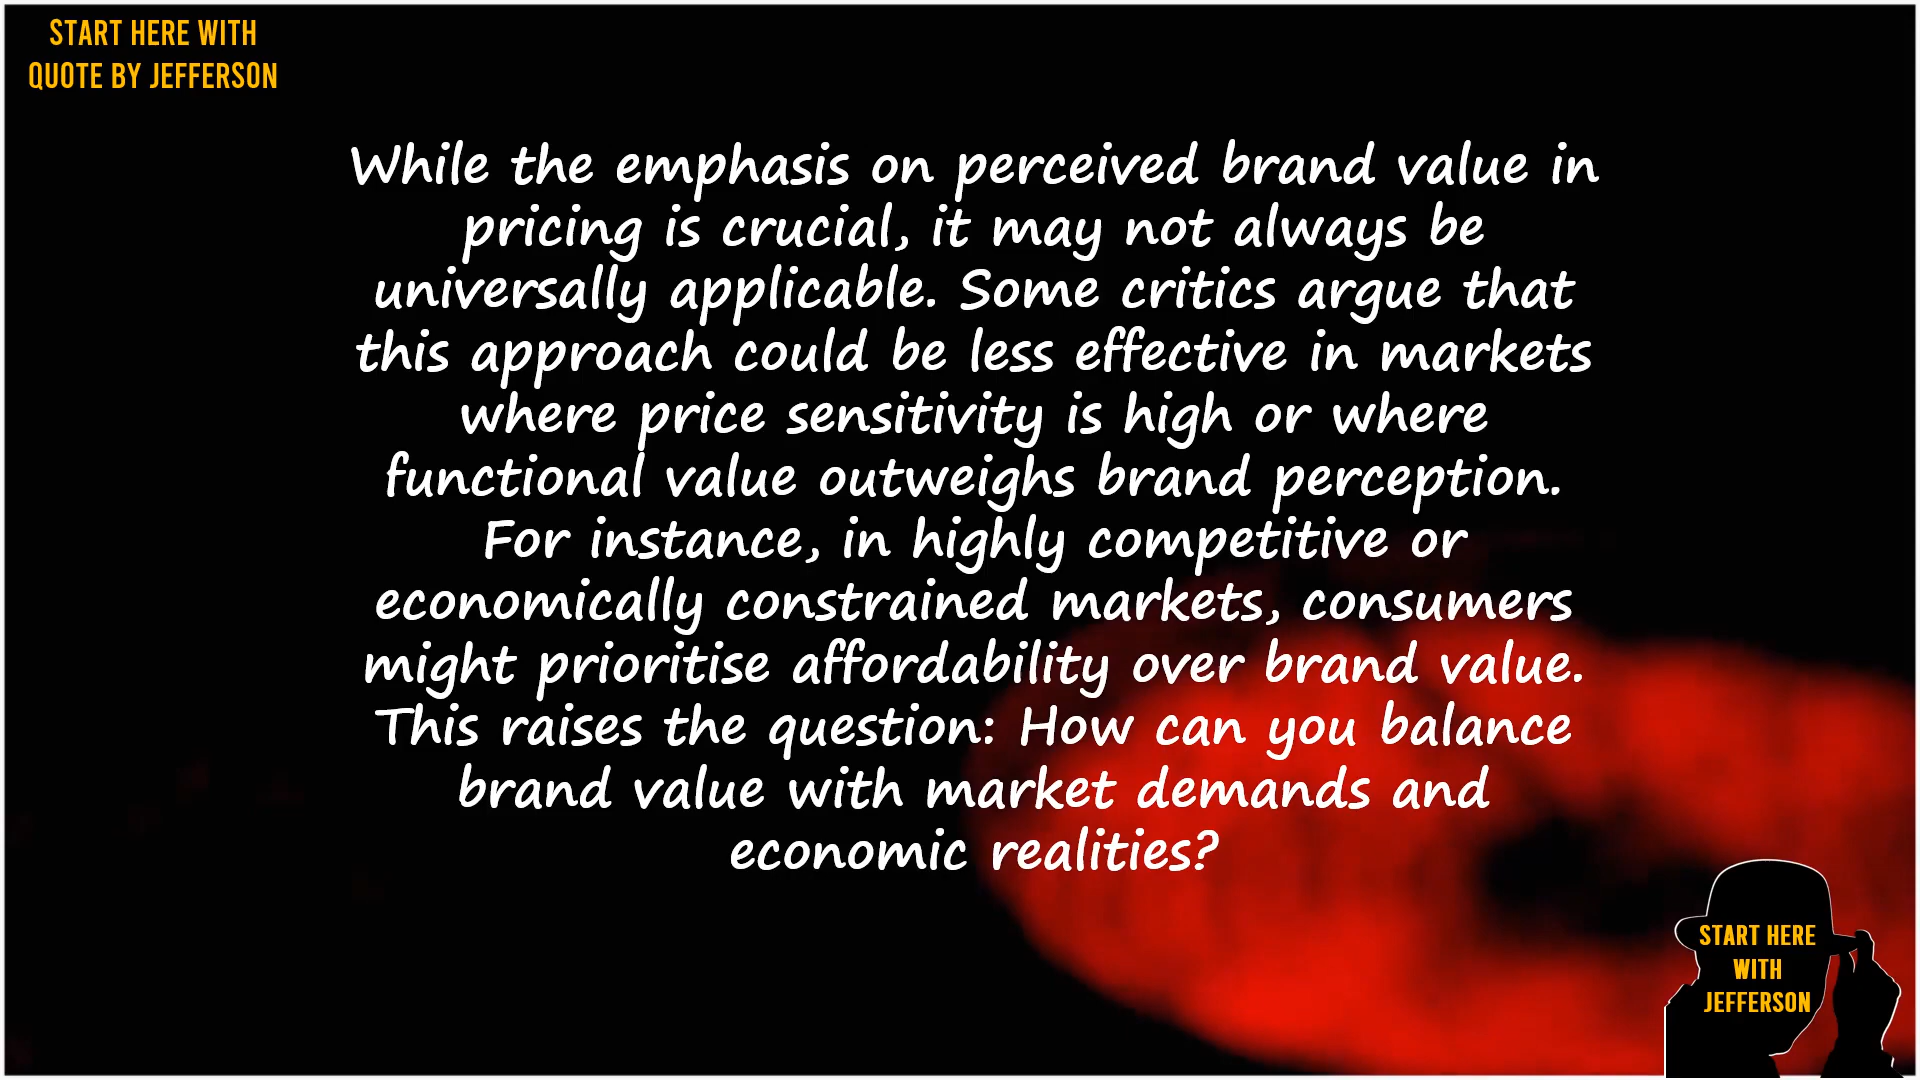 START HERE WITH
QUOTE BY JEFFERSON
While the emphasis on perceived brand value in
pricing is crucial, it may not always be
universally applicable. Some critics argue that
this approach could be less effective in markets
where price sensitivity is high or where
functional value outweighs brand perception.
For instance, in highly competitive or
economically constrained markets, consumers
might prioritise affordability over brand value.
This raises the question: How can you balance
brand value with market demands and
economic realities?
START HERE
WITH
JEFFERSON